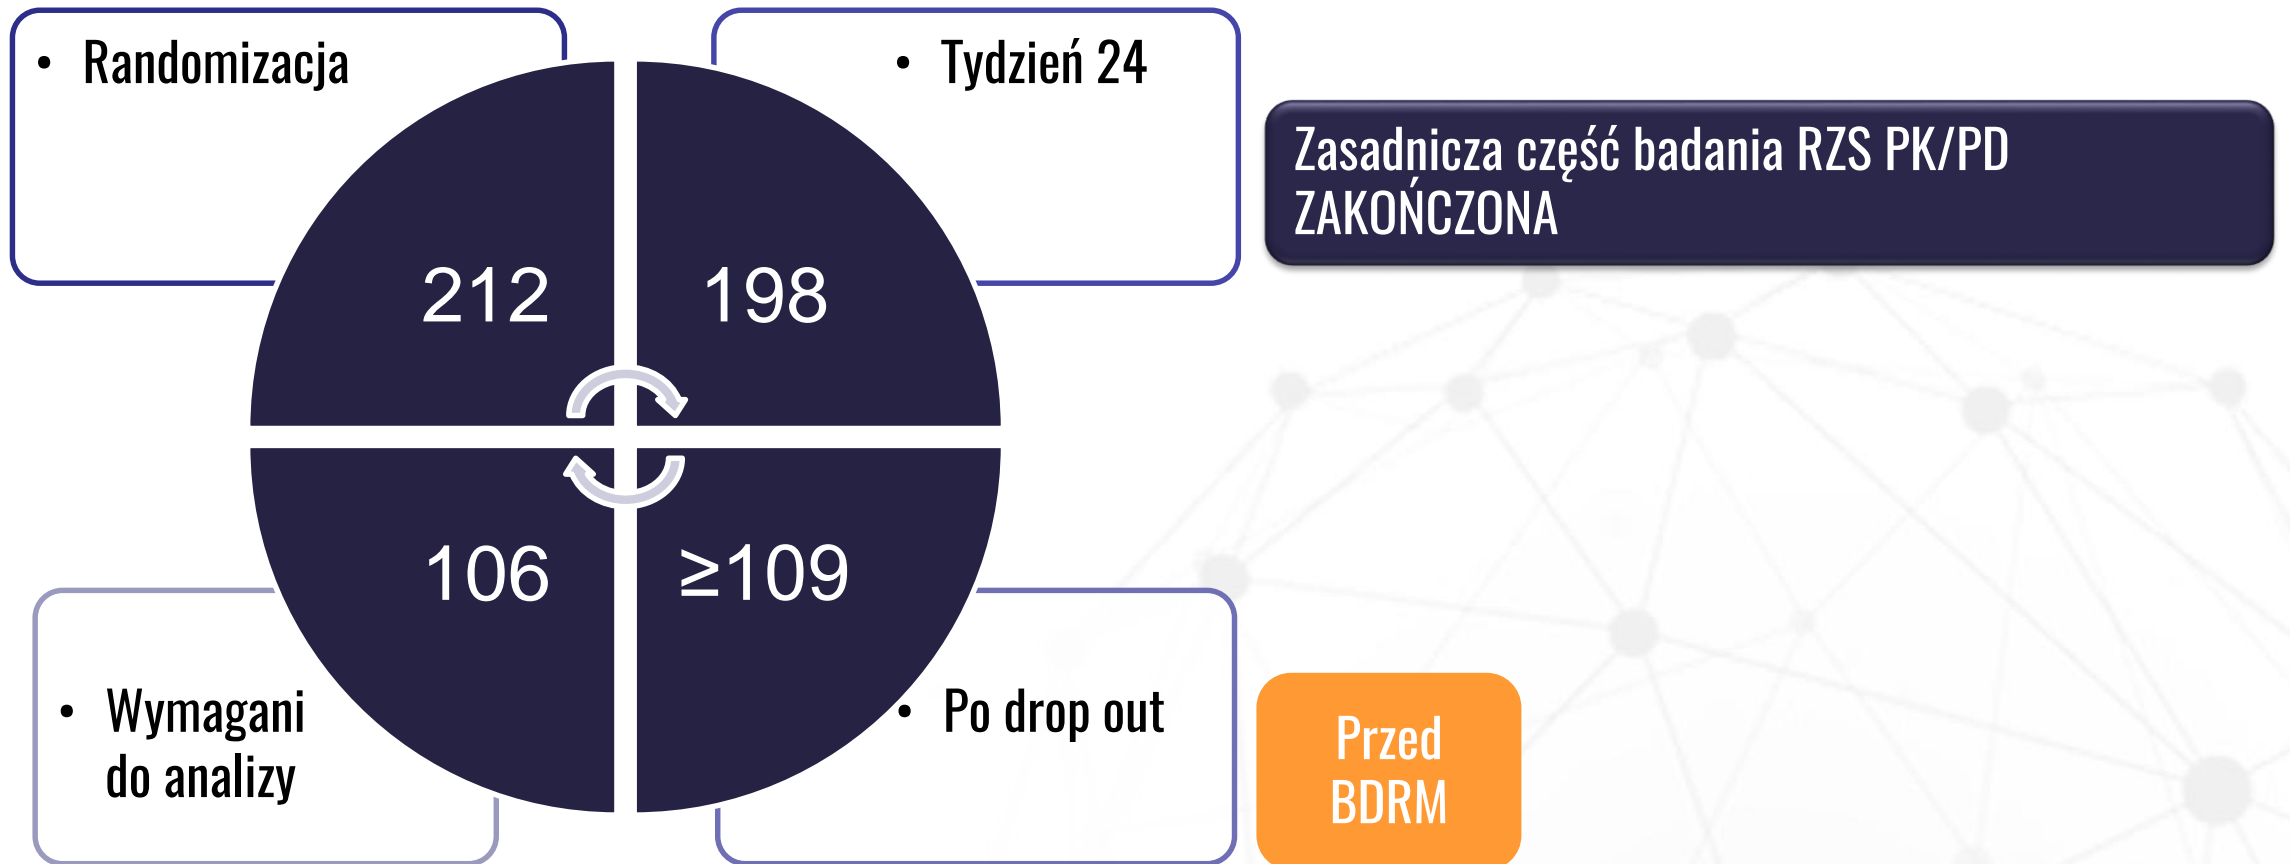 • Randomizacja
• Tydzień 24
Zasadnicza część badania RZS PK/PD
ZAKOŃCZONA
212
198
106
≥109
• Wymagani
do analizy
• Po drop out
Przed
BDRM